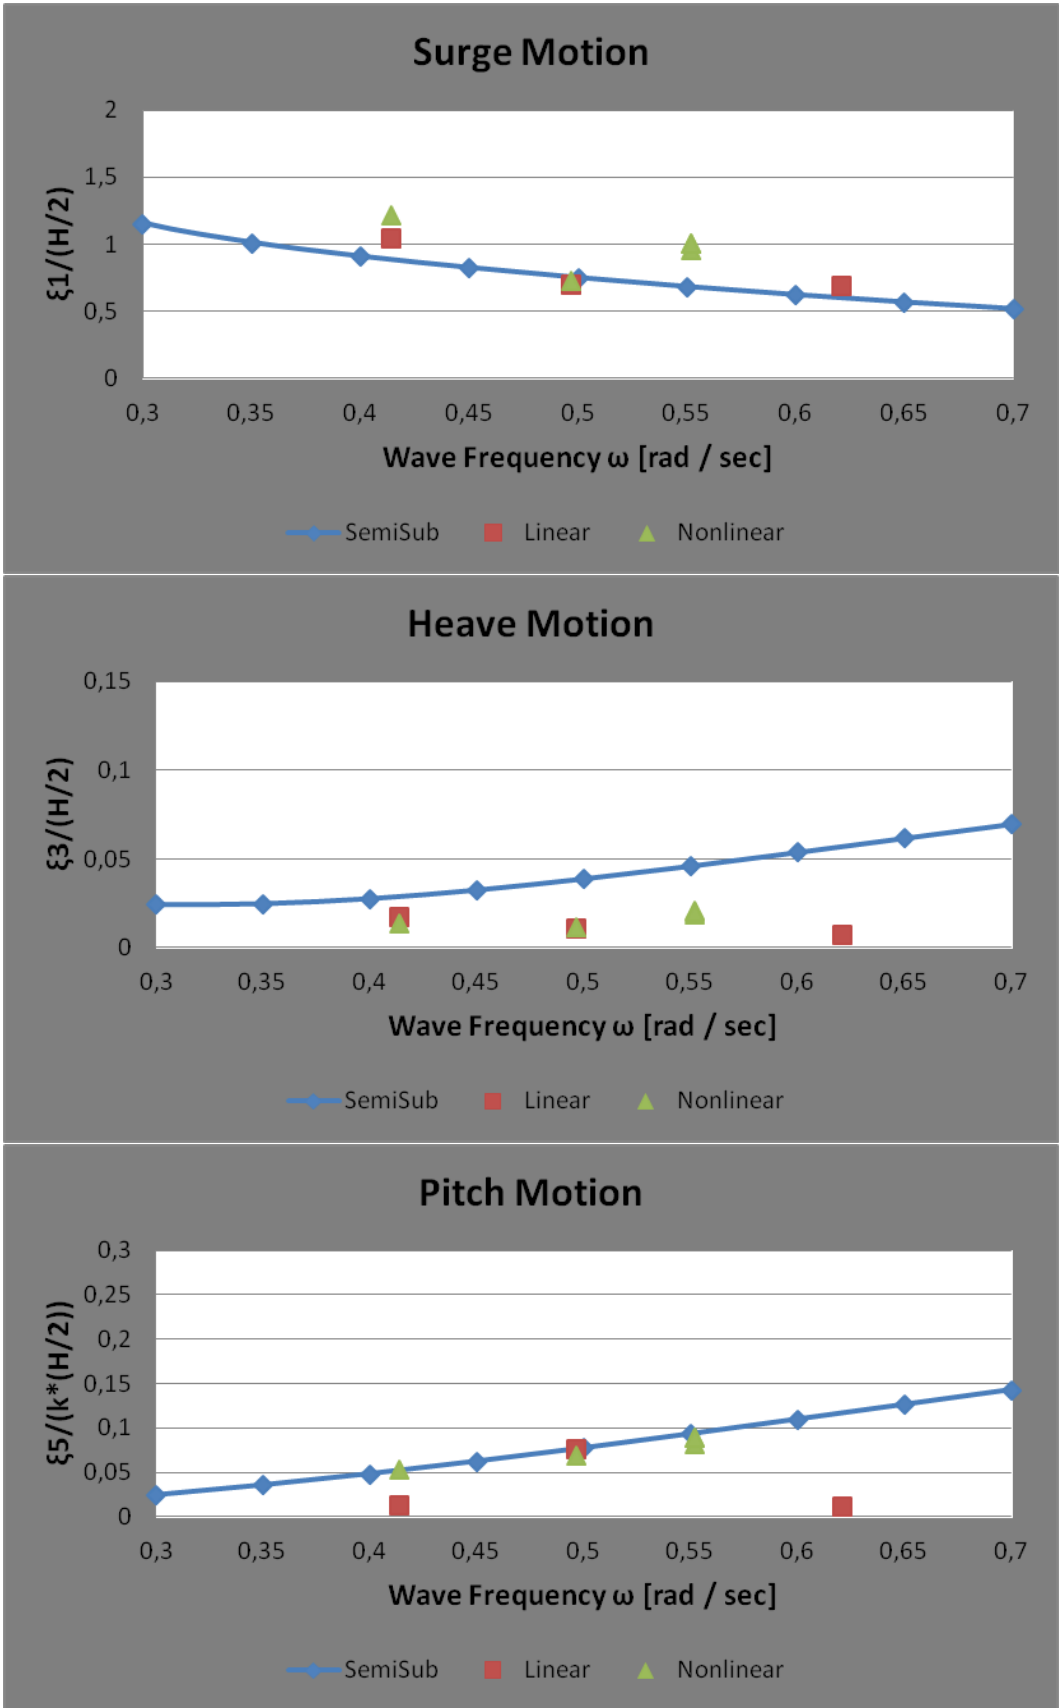 Surge Motion
2
1,5
1
0,5
0
ξ1/(H/2)
0,3 0,35 0,4 0,45 0,5 0,55 0,6 0,65 0,7
Wave Frequency ω [rad / sec]
SemiSub Linear Nonlinear
Heave Motion
0,15
0,1
0,05
0
ξ3/(H/2)
0,3 0,35 0,4 0,45 0,5 0,55 0,6 0,65 0,7
Wave Frequency ω [rad / sec]
SemiSub Linear Nonlinear
Pitch Motion
0,3
0,25
0,2
0,15
0,1
0,05
0
ξ5/(k*(H/2))
0,3 0,35 0,4 0,45 0,5 0,55 0,6 0,65 0,7
Wave Frequency ω [rad / sec]
SemiSub Linear Nonlinear